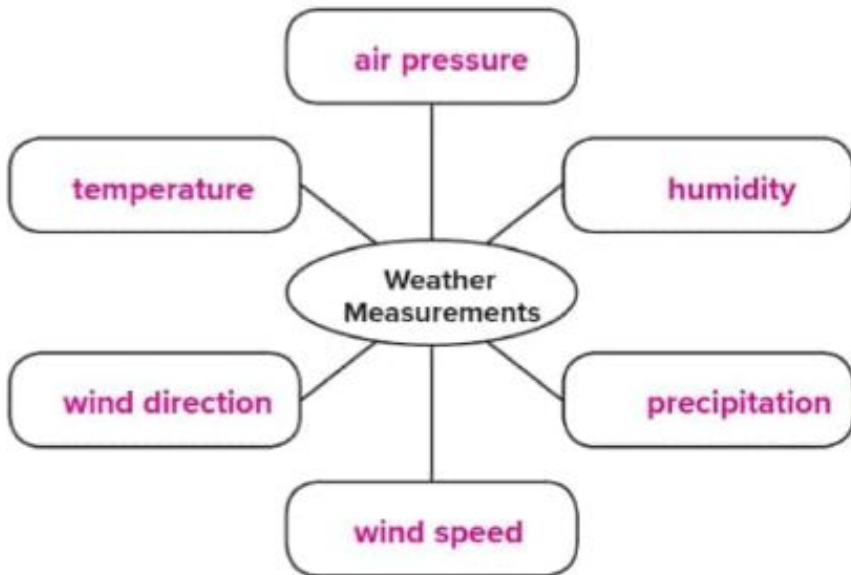 air pressure
temperature
humidity
Weather
Measurements
wind direction
precipitation
wind speed